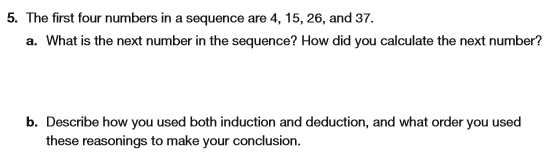 5. The first four numbers in a sequence are 4, 15, 26, and 37.
a. What is the next number in the sequence? How did you calculate the next number?
b. Describe how you used both induction and deduction, and what order you used
these reasonings to make your conclusion.